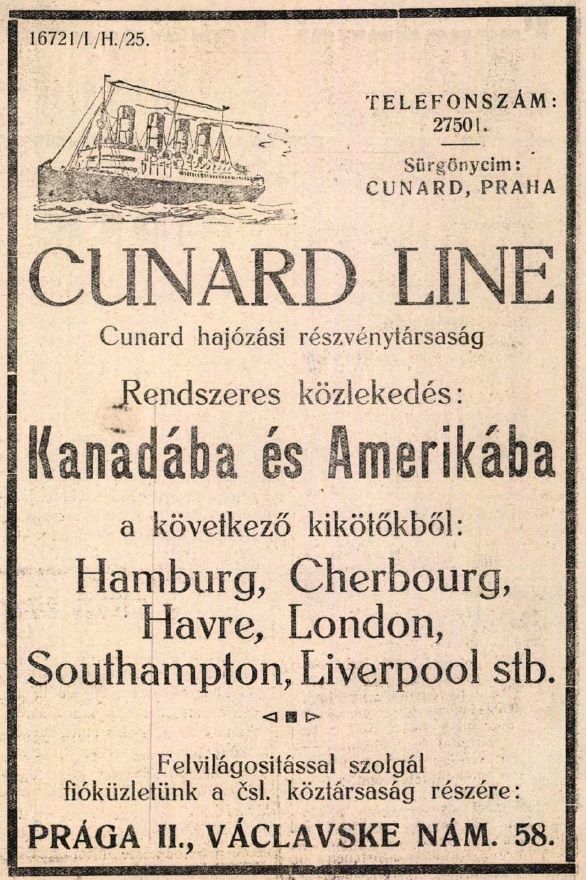 16721/I./H./25.
TELEFONSZÁM:
27501.
Sürgönycim:
CUNARD, PRAHA
CUNARD LINE
Cunard hajózási részvénytársaság
Rendszeres közlekedés:
Kanadába és Amerikába
a következő kikötőkből:
Hamburg, Cherbourg,
Havre, London,
Southampton, Liverpool stb.
Felvilágositással szolgál
fióküzletünk a čsl. köztársaság részére:
PRÁGA II., VÁCLAVSKE NÁM. 58.